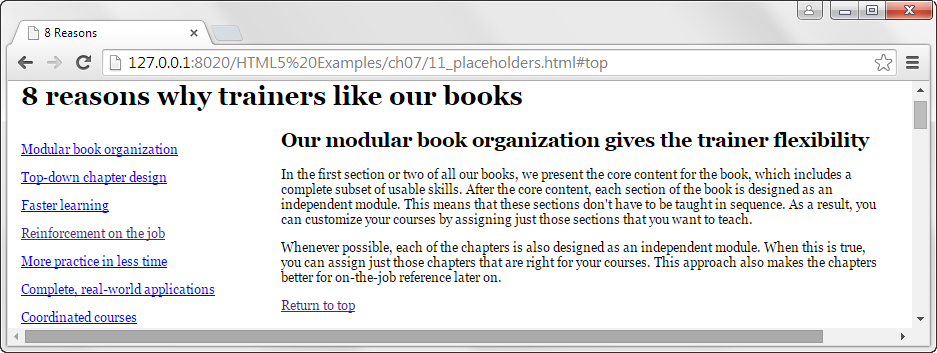 8 Reasons
127.0.0.1:8020/HTML5%20Examples/ch07/11_placeholders.html#top
8 reasons why trainers like our books
Modular book organization
Top-down chapter design
Faster learning
Reinforcement on the job
More practice in less time
Complete, real-world applications
Coordinated courses
Our modular book organization gives the trainer flexibility
In the first section or two of all our books, we present the core content for the book, which includes a
complete subset of usable skills. After the core content, each section of the book is designed as an
independent module. This means that these sections don't have to be taught in sequence. As a result, you
can customize your courses by assigning just those sections that you want to teach.
Whenever possible, each of the chapters is also designed as an independent module. When this is true,
you can assign just those chapters that are right for your courses. This approach also makes the chapters
better for on-the-job reference later on.
Return to top